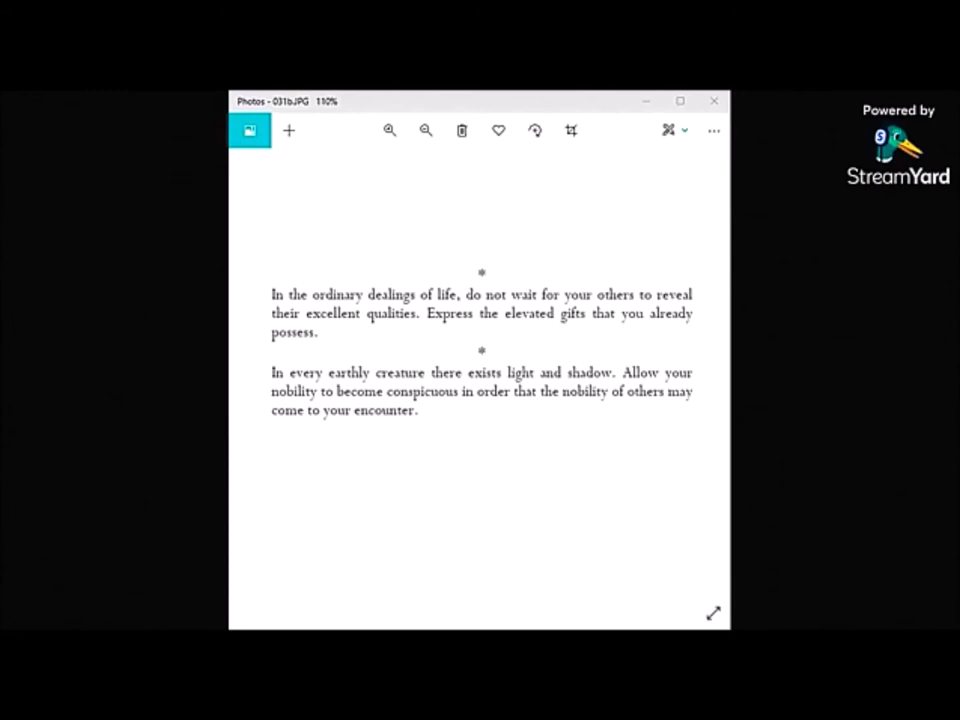 Photos - 031b.JPG 110%
Powered by
S
StreamYard
*
In the ordinary dealings of life, do not wait for your others to reveal
their excellent qualities. Express the elevated gifts that you already
possess.
*
In every earthly creature there exists light and shadow. Allow your
nobility to become conspicuous in order that the nobility of others may
come to your encounter.